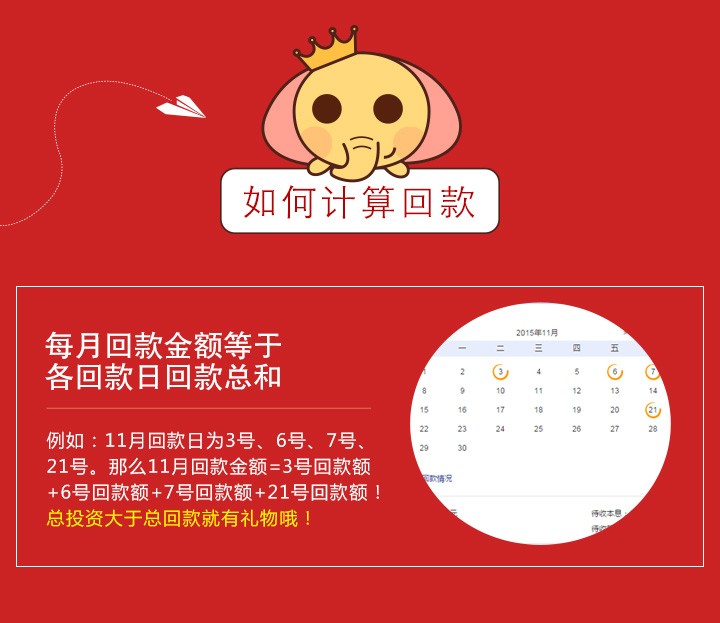 如何计算回款
每月回款金额等于
各回款日回款总和
例如：11月回款日为3号、6号、7号、
21号。那么11月回款金额=3号回款额
+6号回款额+7号回款额+21号回款额！
总投资大于总回款就有礼物哦！
2015年11月
一 二 三 四 五
1 2 3 4 5 6 7
8 9 10 11 12 13 14
15 16 17 18 19 20 21
22 23 24 25 26 27 28
29 30
回款情况
元 待收本息：
待收